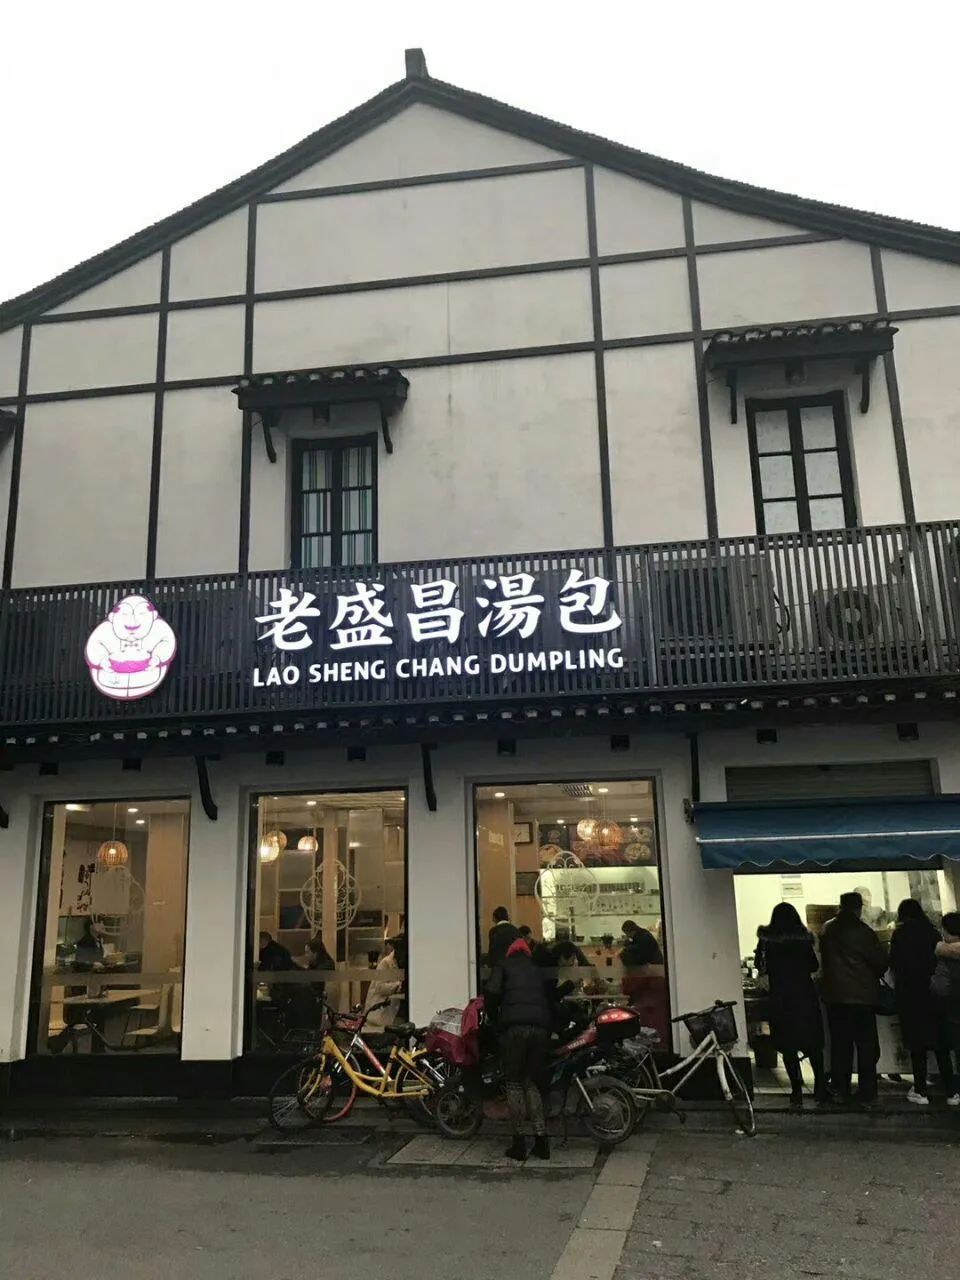 老盛昌湯包
LAO SHENG CHANG DUMPLING